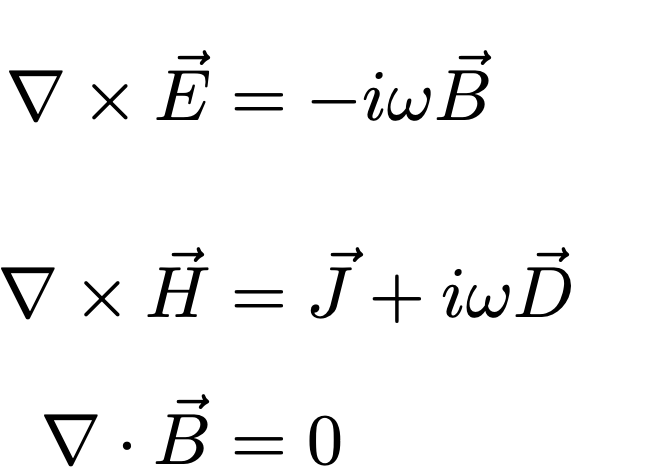 ∇ × E⃗ = −iωB⃗
∇ × H⃗ = J⃗ + iωD⃗
∇ · B⃗ = 0